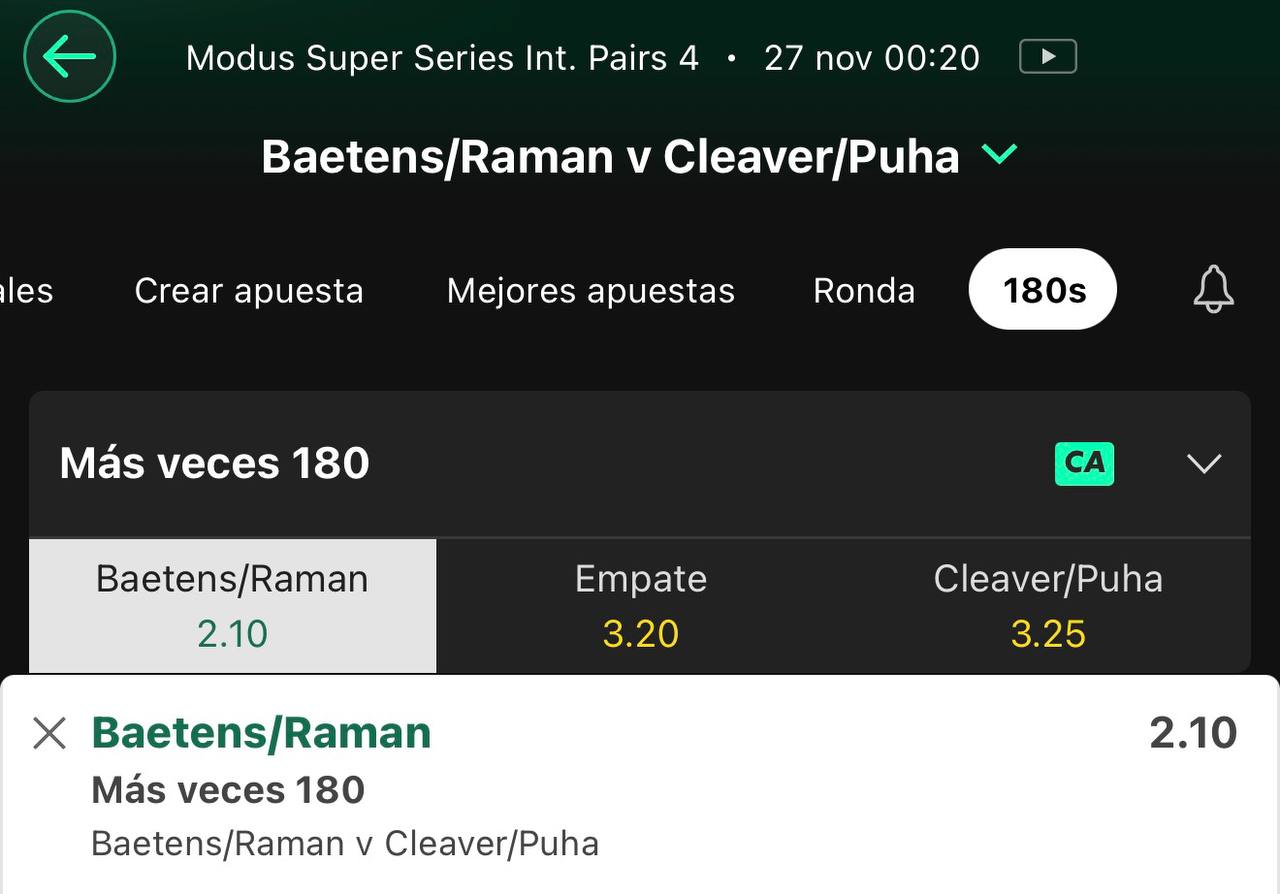 Modus Super Series Int. Pairs 4 • 27 nov 00:20
Baetens/Raman v Cleaver/Puha
ales Crear apuesta Mejores apuestas Ronda 180s
Más veces 180 CA
Baetens/Raman Empate Cleaver/Puha
2.10 3.20 3.25
Baetens/Raman 2.10
Más veces 180
Baetens/Raman v Cleaver/Puha